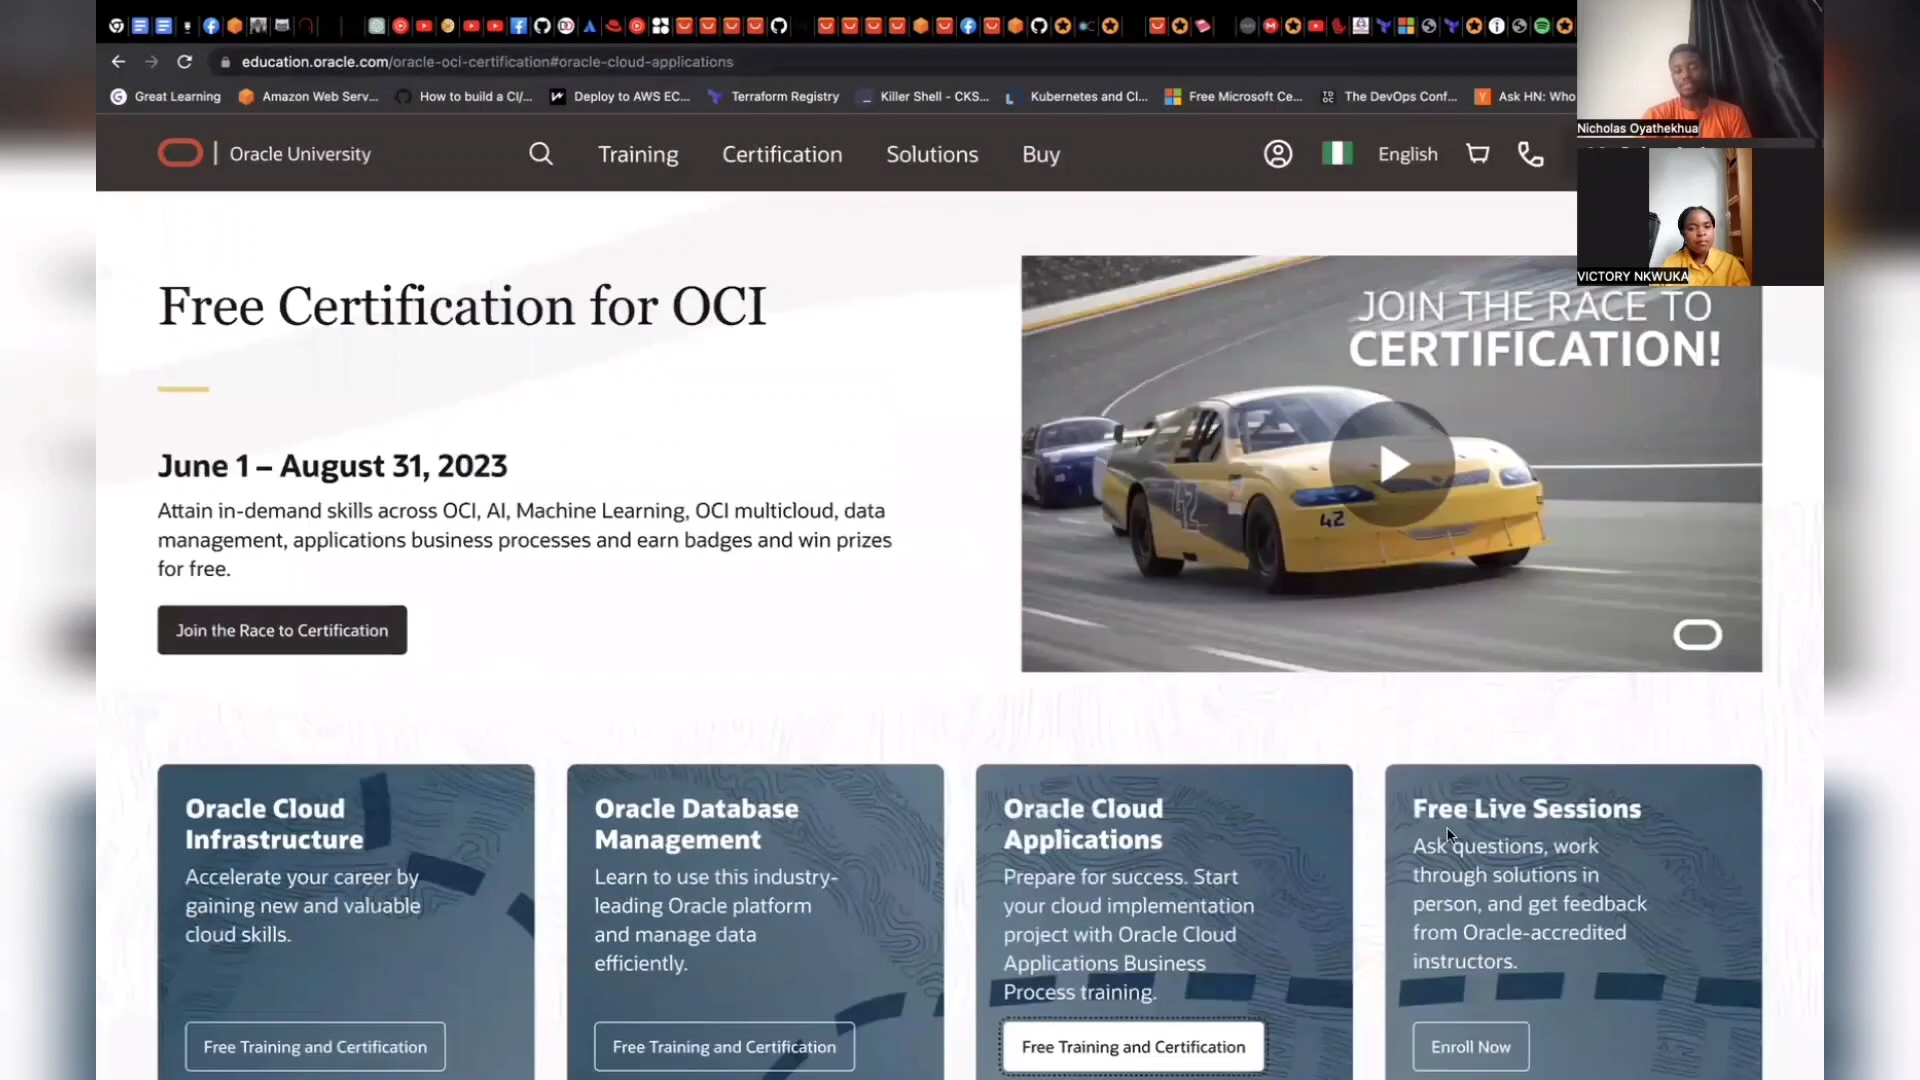 education.oracle.com/oracle-oci-certification#oracle-cloud-applications
Great Learning
Amazon Web Serv...
How to build a CI/...
Deploy to AWS EC...
Terraform Registry
Killer Shell - CKS...
Kubernetes and Cl...
Free Microsoft Ce...
The DevOps Conf...
Ask HN: Who
Nicholas Oyathekhua
VICTORY NKWUKA
Oracle University
Training
Certification
Solutions
Buy
English
Free Certification for OCI
JOIN THE RACE TO
CERTIFICATION!
42
42
June 1 – August 31, 2023
Attain in-demand skills across OCI, AI, Machine Learning, OCI multicloud, data
management, applications business processes and earn badges and win prizes
for free.
Join the Race to Certification
Oracle Cloud
Infrastructure
Accelerate your career by
gaining new and valuable
cloud skills.
Free Training and Certification
Oracle Database
Management
Learn to use this industry-
leading Oracle platform
and manage data
efficiently.
Free Training and Certification
Oracle Cloud
Applications
Prepare for success. Start
your cloud implementation
project with Oracle Cloud
Applications Business
Process training.
Free Training and Certification
Free Live Sessions
Ask questions, work
through solutions in
person, and get feedback
from Oracle-accredited
instructors.
Enroll Now